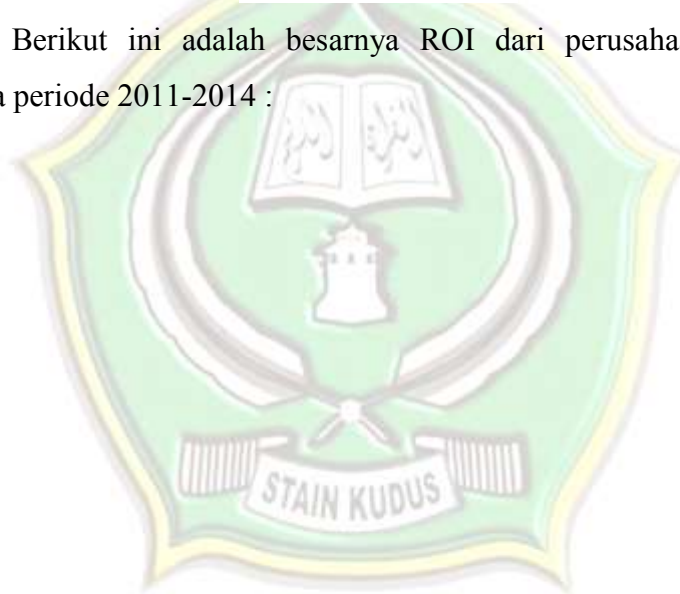 Berikut ini adalah besarnya ROI dari perusaha
a periode 2011-2014 :
STAIN KUDUS